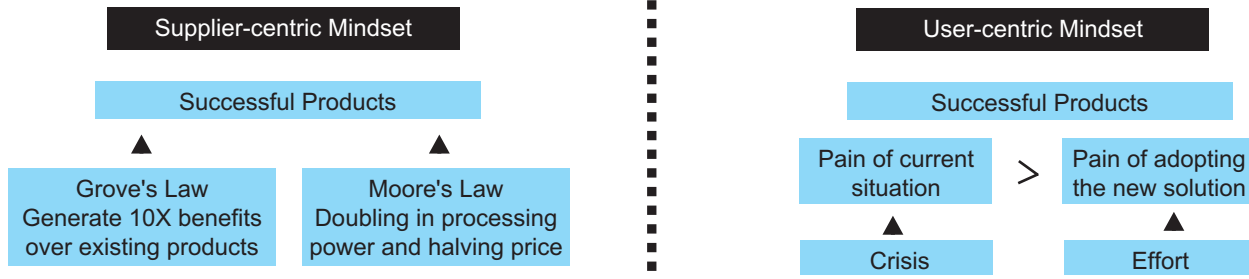 Supplier-centric Mindset
Successful Products
Grove's Law
Generate 10X benefits
over existing products
Moore's Law
Doubling in processing
power and halving price
User-centric Mindset
Successful Products
Pain of current
situation
>
Pain of adopting
the new solution
Crisis
Effort